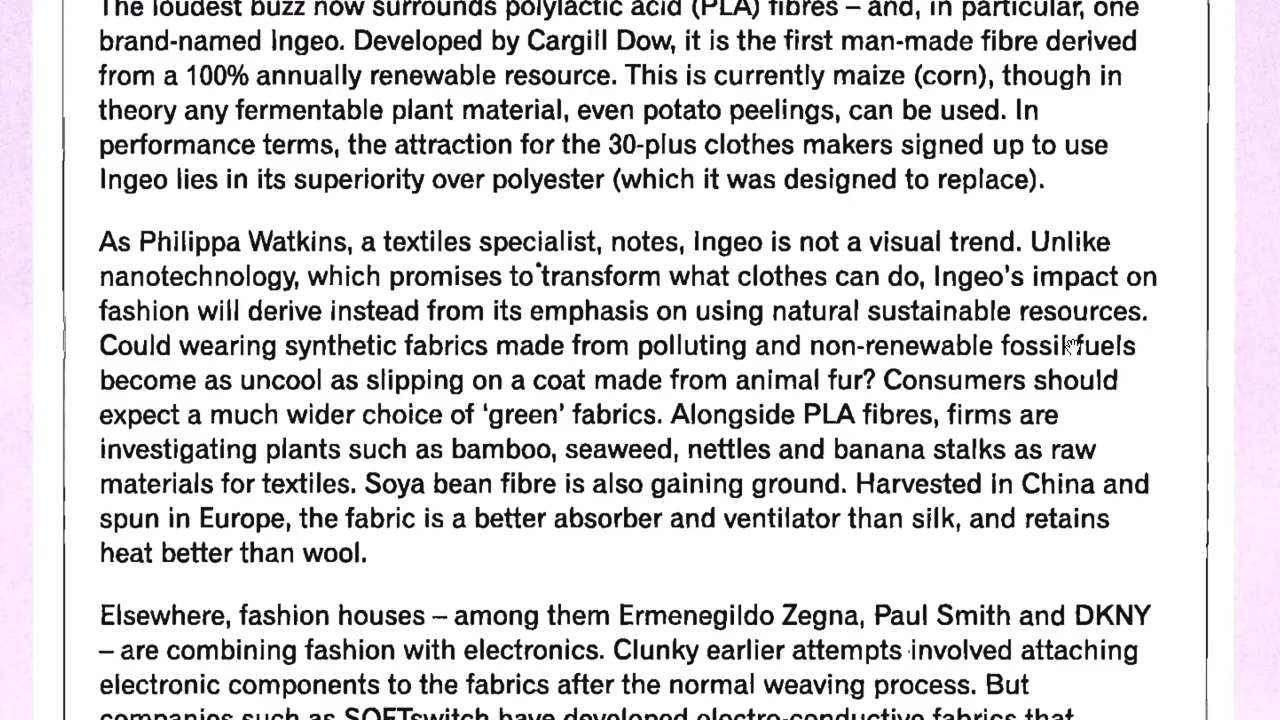 The loudest buzz now surrounds polylactic acid (PLA) fibres – and, in particular, one
brand-named Ingeo. Developed by Cargill Dow, it is the first man-made fibre derived
from a 100% annually renewable resource. This is currently maize (corn), though in
theory any fermentable plant material, even potato peelings, can be used. In
performance terms, the attraction for the 30-plus clothes makers signed up to use
Ingeo lies in its superiority over polyester (which it was designed to replace).
As Philippa Watkins, a textiles specialist, notes, Ingeo is not a visual trend. Unlike
nanotechnology, which promises to transform what clothes can do, Ingeo's impact on
fashion will derive instead from its emphasis on using natural sustainable resources.
Could wearing synthetic fabrics made from polluting and non-renewable fossil fuels
become as uncool as slipping on a coat made from animal fur? Consumers should
expect a much wider choice of 'green' fabrics. Alongside PLA fibres, firms are
investigating plants such as bamboo, seaweed, nettles and banana stalks as raw
materials for textiles. Soya bean fibre is also gaining ground. Harvested in China and
spun in Europe, the fabric is a better absorber and ventilator than silk, and retains
heat better than wool.
Elsewhere, fashion houses – among them Ermenegildo Zegna, Paul Smith and DKNY
– are combining fashion with electronics. Clunky earlier attempts involved attaching
electronic components to the fabrics after the normal weaving process. But
companies such as SOFTswitch have developed electro-conductive fabrics that